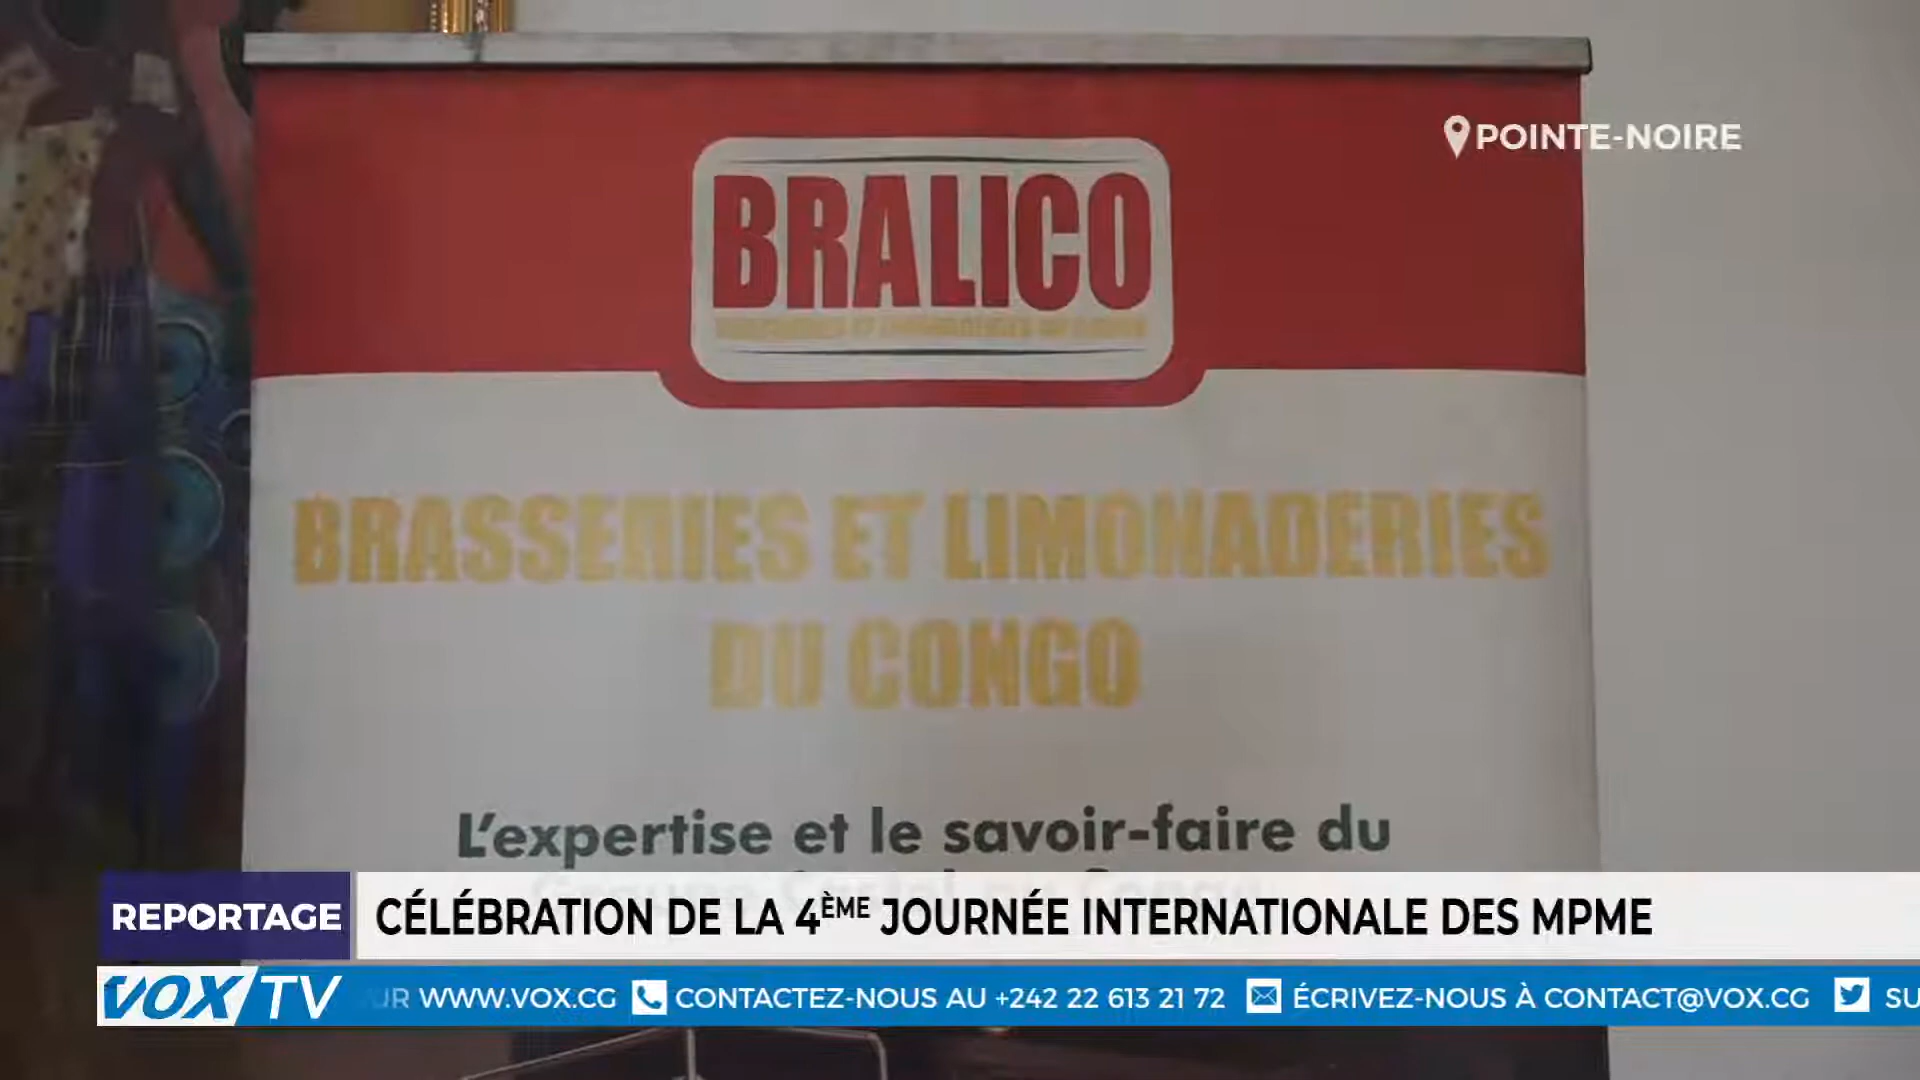 POINTE-NOIRE
BRALICO
BRASSERIES ET LIMONADERIES
DU CONGO
L'expertise et le savoir-faire du
REPORTAGE
CÉLÉBRATION DE LA 4ÈME JOURNÉE INTERNATIONALE DES MPME
VOX TV
UR WWW.VOX.CG CONTACTEZ-NOUS AU +242 22 613 21 72 ÉCRIVEZ-NOUS À CONTACT@VOX.CG SU